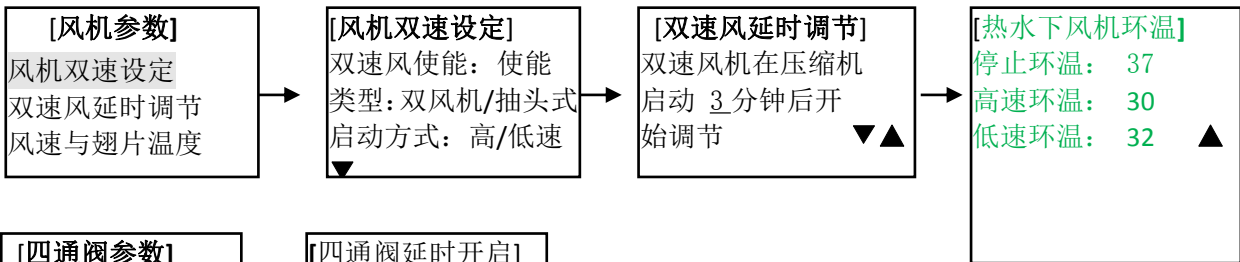 [风机参数]
风机双速设定
双速风延时调节
风速与翅片温度
[风机双速设定]
双速风使能：使能
类型:双风机/抽头式
启动方式：高/低速
▼
[双速风延时调节]
双速风机在压缩机
启动 3 分钟后开
始调节 ▼▲
[热水下风机环温]
停止环温： 37
高速环温： 30
低速环温： 32 ▲
[四通阀参数]
[四通阀延时开启]